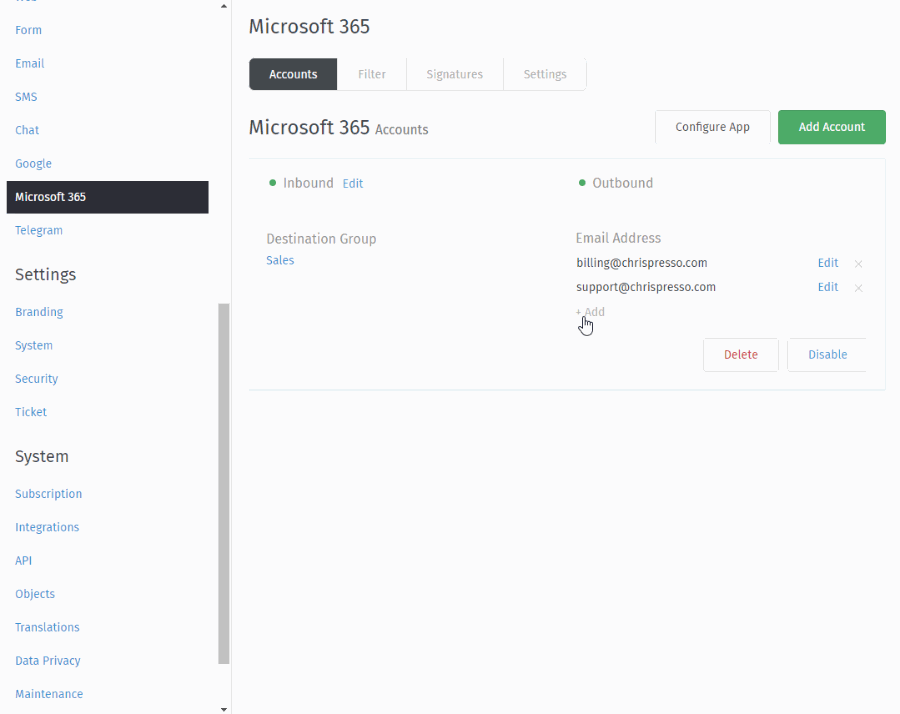 Form
Email
SMS
Chat
Google
Microsoft 365
Telegram
Settings
Branding
System
Security
Ticket
System
Subscription
Integrations
API
Objects
Translations
Data Privacy
Maintenance
Microsoft 365
Accounts Filter Signatures Settings
Microsoft 365 Accounts
Configure App Add Account
Inbound Edit Outbound
Destination Group
Sales
Email Address
billing@chrispresso.com Edit ×
support@chrispresso.com Edit ×
+ Add
Delete Disable